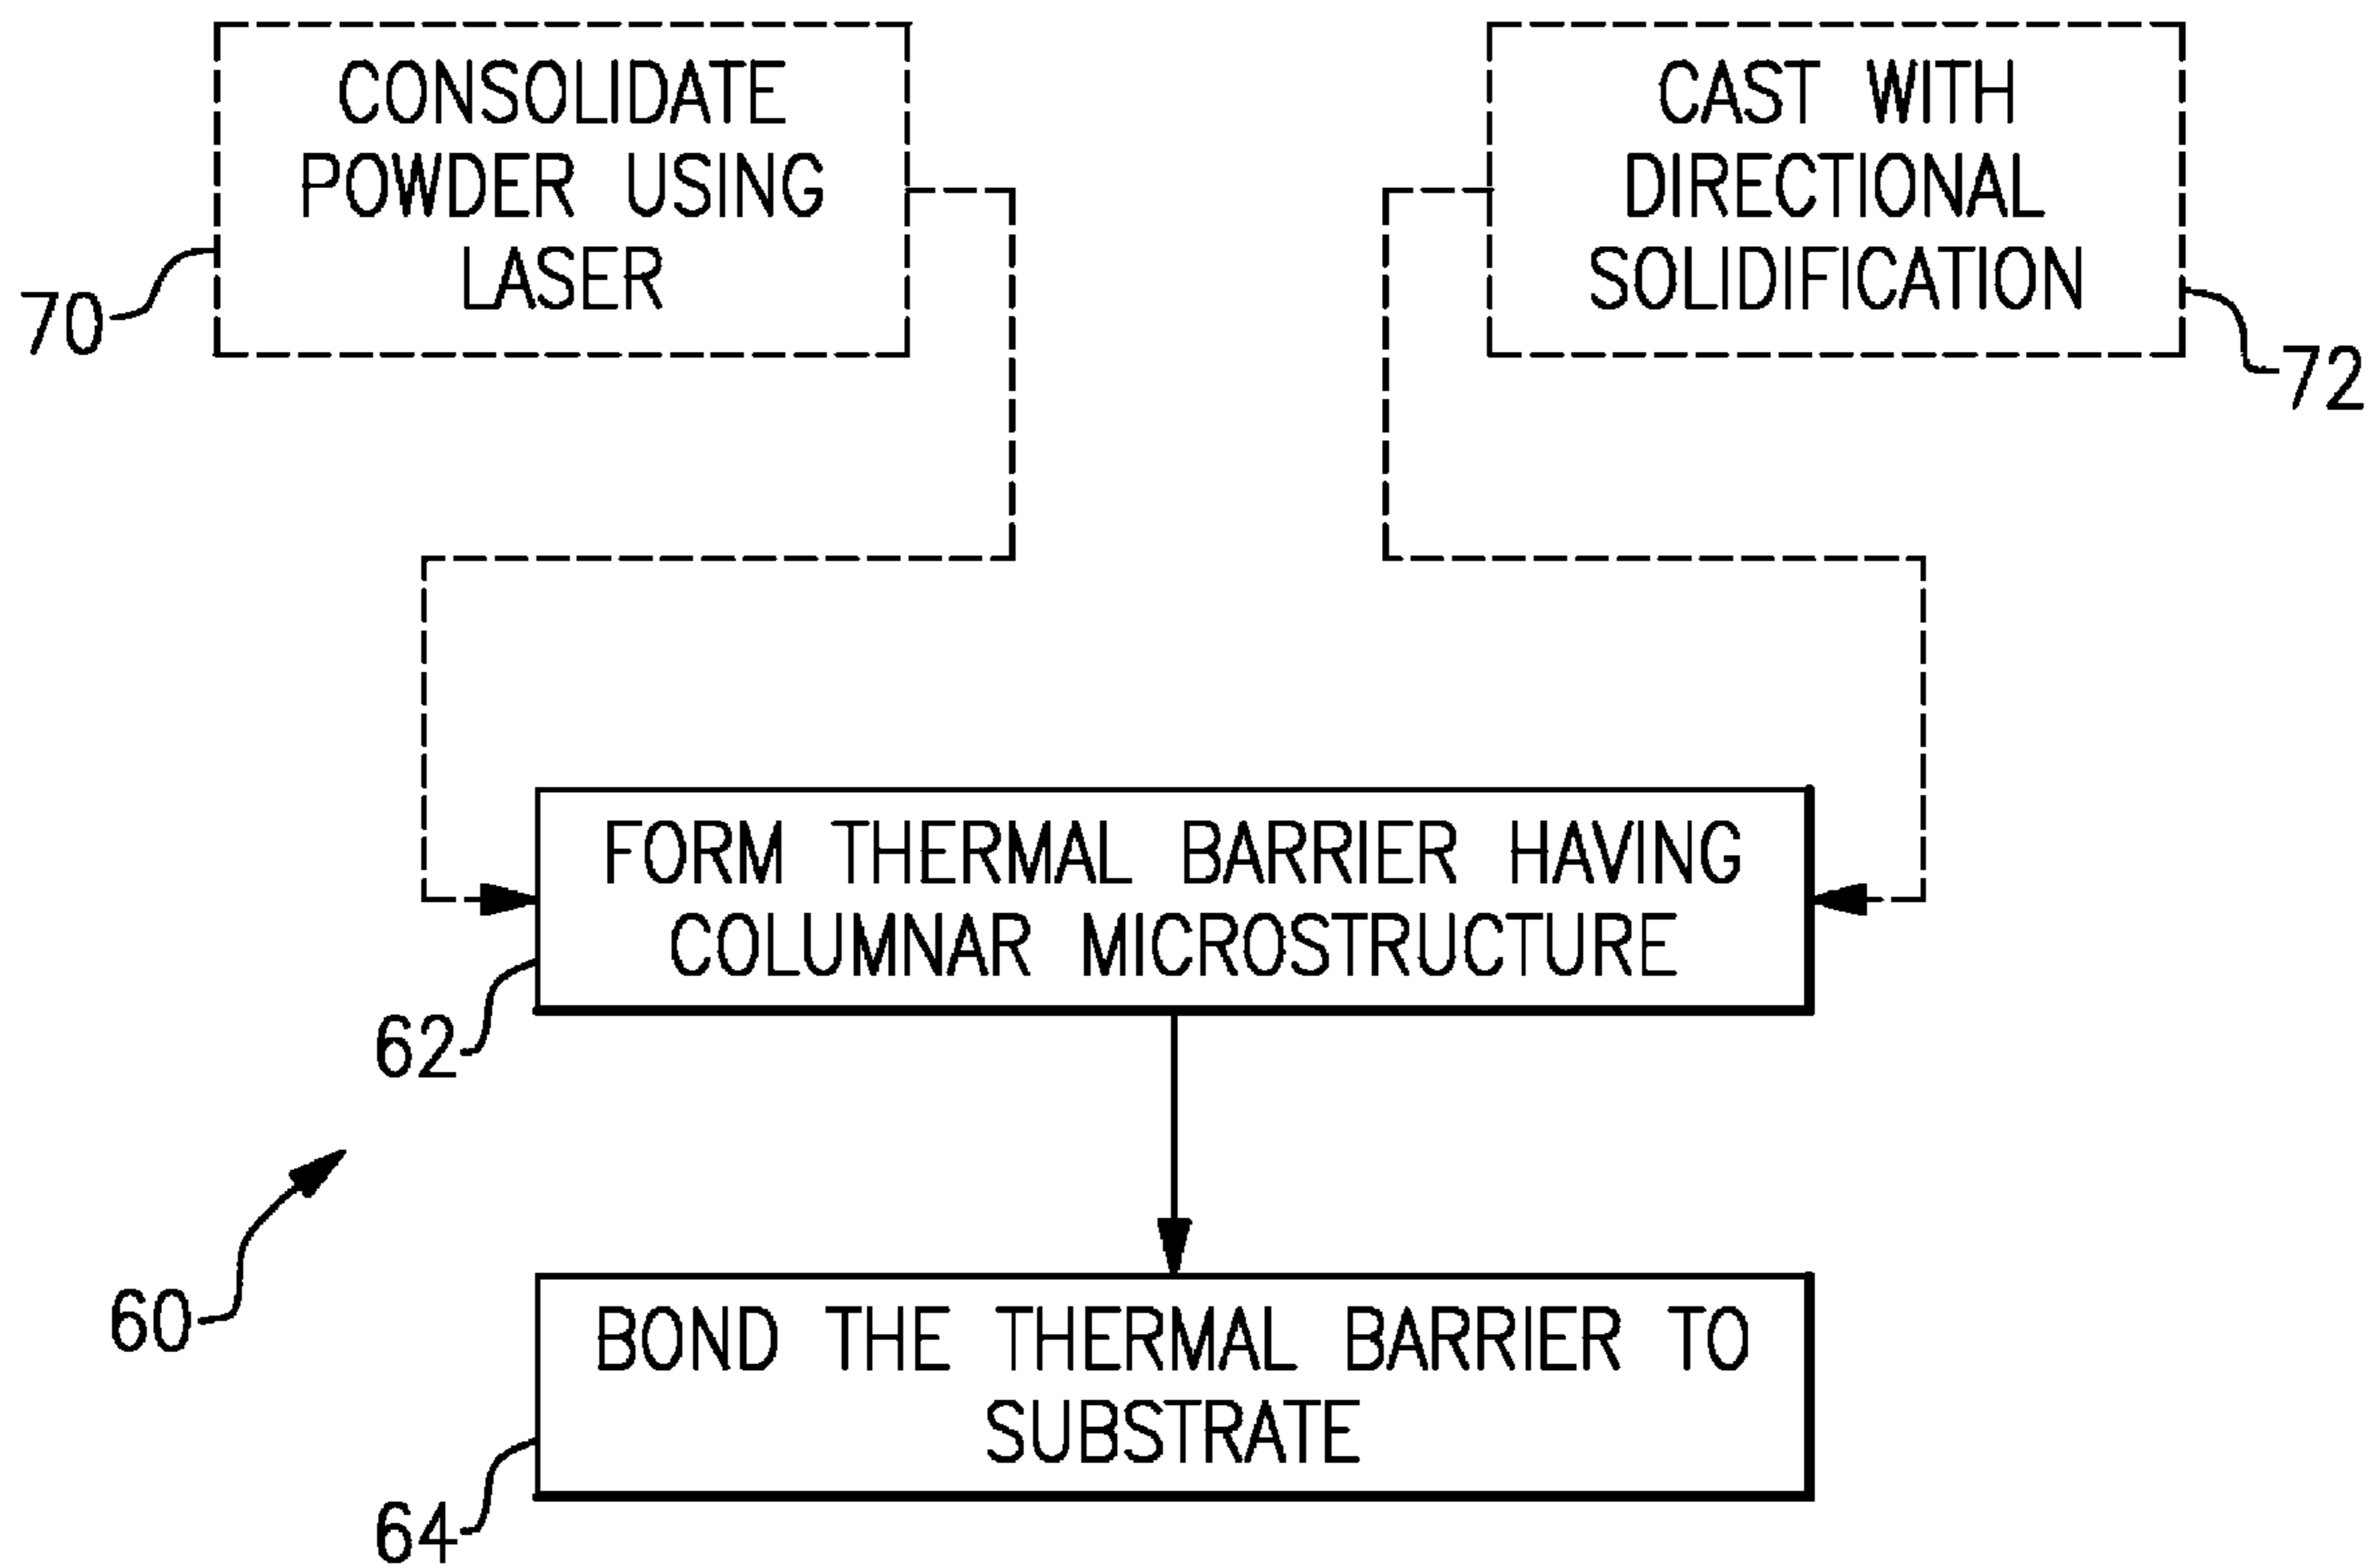 CONSOLIDATE
POWDER USING
LASER
70
CAST WITH
DIRECTIONAL
SOLIDIFICATION
72
FORM THERMAL BARRIER HAVING
COLUMNAR MICROSTRUCTURE
62
60
BOND THE THERMAL BARRIER TO
SUBSTRATE
64